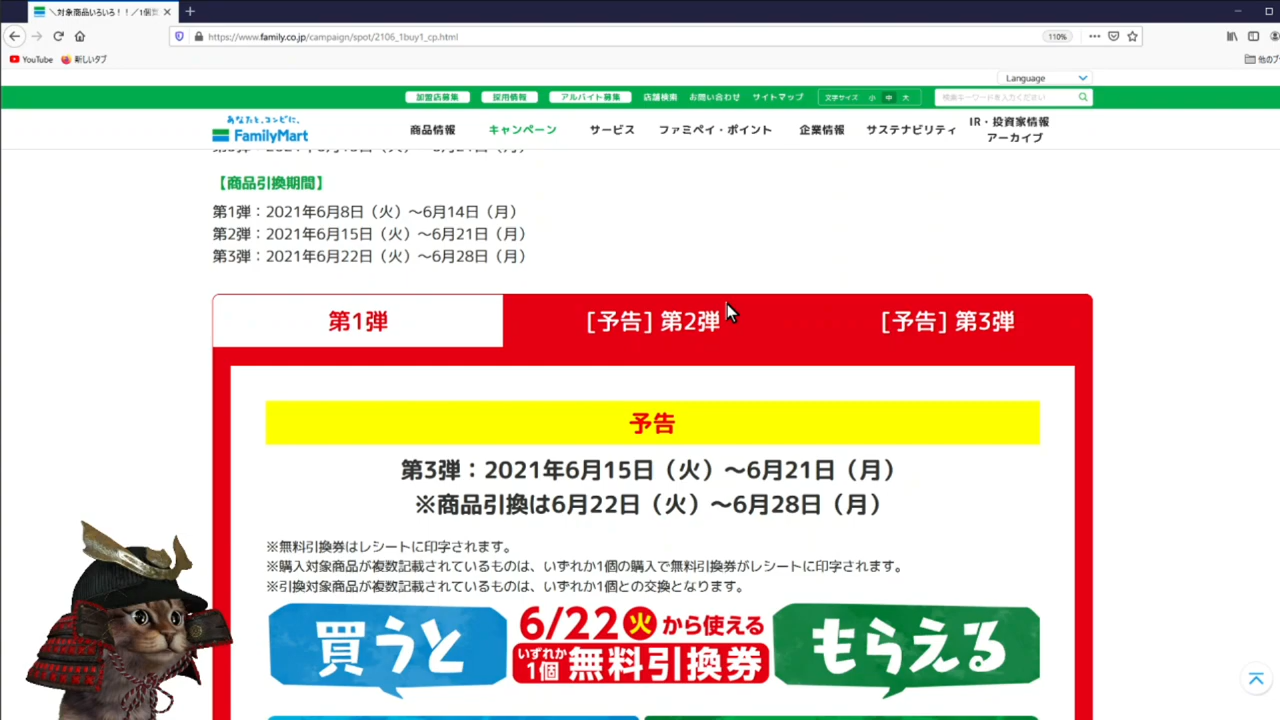 ＼対象商品いろいろ！！／1個買
https://www.family.co.jp/campaign/spot/2106_1buy1_cp.html
110%
YouTube
新しいタブ
他のブ
Language
加盟店募集
採用情報
アルバイト募集
店舗検索
お問い合わせ
サイトマップ
文字サイズ 小 中 大
検索キーワードを入力ください
あなたと、コンビに、
FamilyMart
商品情報
キャンペーン
サービス
ファミペイ・ポイント
企業情報
サステナビリティ
IR・投資家情報
アーカイブ
【商品引換期間】
第1弾：2021年6月8日（火）～6月14日（月）
第2弾：2021年6月15日（火）～6月21日（月）
第3弾：2021年6月22日（火）～6月28日（月）
第1弾
[予告] 第2弾
[予告] 第3弾
予告
第3弾：2021年6月15日（火）～6月21日（月）
※商品引換は6月22日（火）～6月28日（月）
※無料引換券はレシートに印字されます。
※購入対象商品が複数記載されているものは、いずれか1個の購入で無料引換券がレシートに印字されます。
※引換対象商品が複数記載されているものは、いずれか1個との交換となります。
買うと
6/22火から使える
いずれか1個 無料引換券
もらえる